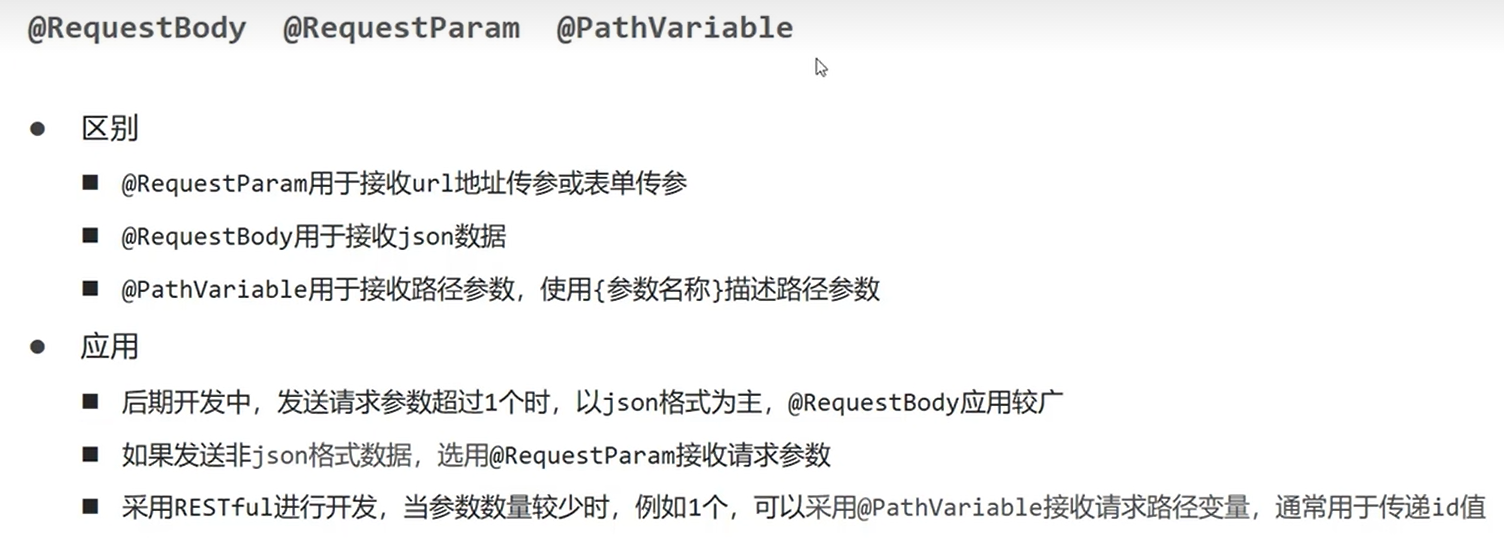 @RequestBody @RequestParam @PathVariable
● 区别
■ @RequestParam用于接收url地址传参或表单传参
■ @RequestBody用于接收json数据
■ @PathVariable用于接收路径参数，使用{参数名称}描述路径参数
● 应用
■ 后期开发中，发送请求参数超过1个时，以json格式为主，@RequestBody应用较广
■ 如果发送非json格式数据，选用@RequestParam接收请求参数
■ 采用RESTful进行开发，当参数数量较少时，例如1个，可以采用@PathVariable接收请求路径变量，通常用于传递id值